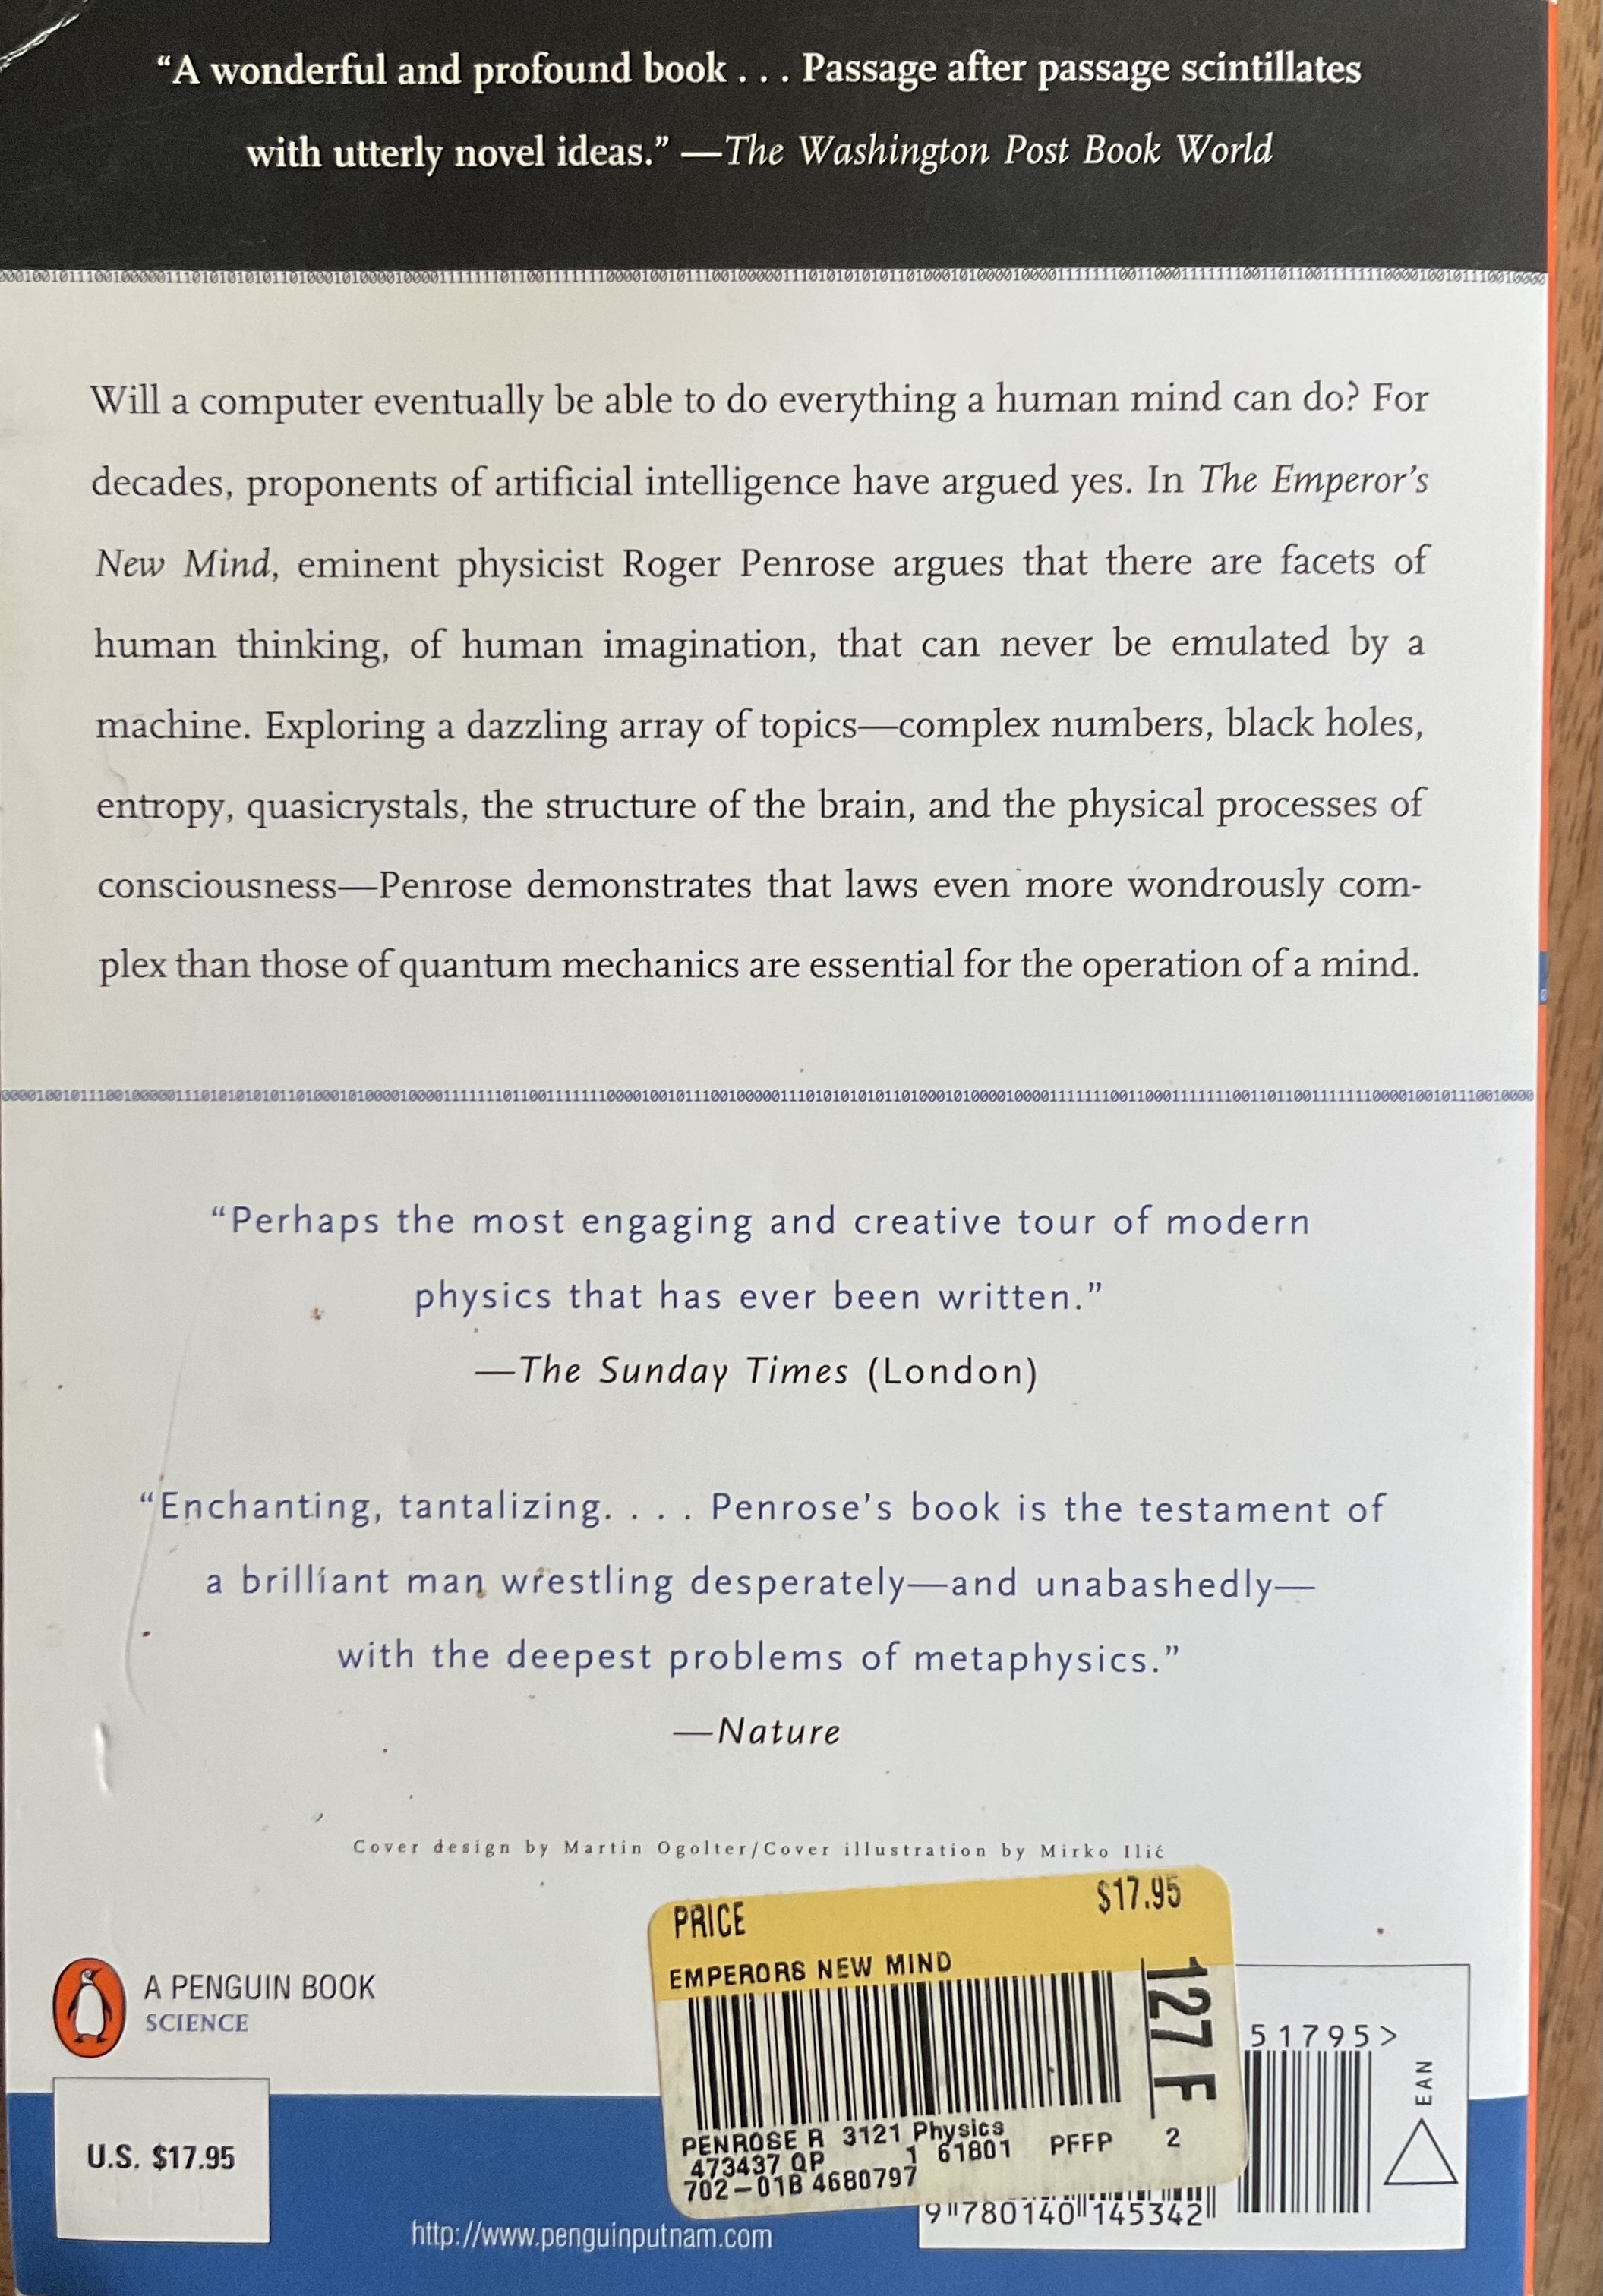 “A wonderful and profound book . . . Passage after passage scintillates
with utterly novel ideas.” —The Washington Post Book World
Will a computer eventually be able to do everything a human mind can do? For
decades, proponents of artificial intelligence have argued yes. In The Emperor’s
New Mind, eminent physicist Roger Penrose argues that there are facets of
human thinking, of human imagination, that can never be emulated by a
machine. Exploring a dazzling array of topics—complex numbers, black holes,
entropy, quasicrystals, the structure of the brain, and the physical processes of
consciousness—Penrose demonstrates that laws even more wondrously com-
plex than those of quantum mechanics are essential for the operation of a mind.
“Perhaps the most engaging and creative tour of modern
physics that has ever been written.”
—The Sunday Times (London)
“Enchanting, tantalizing. . . . Penrose’s book is the testament of
a brilliant man wrestling desperately—and unabashedly—
with the deepest problems of metaphysics.”
—Nature
Cover design by Martin Ogolter/Cover illustration by Mirko Ilić
A PENGUIN BOOK
SCIENCE
U.S. $17.95
http://www.penguinputnam.com
PRICE $17.95
EMPERORS NEW MIND
127 F
PENROSE R 3121 Physics
473437 QP 1 61801 PFFP 2
702-01B 4680797
51795>
EAN
9 780140 145342